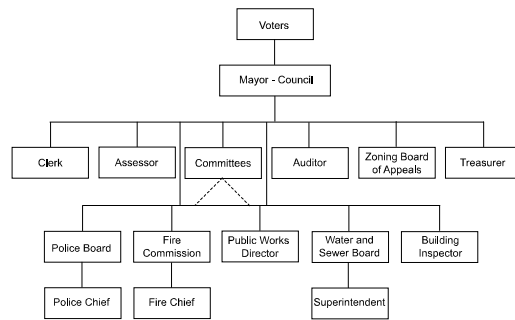 Voters
Mayor - Council
Clerk
Assessor
Committees
Auditor
Zoning Board
of Appeals
Treasurer
Police Board
Fire
Commission
Public Works
Director
Water and
Sewer Board
Building
Inspector
Police Chief
Fire Chief
Superintendent